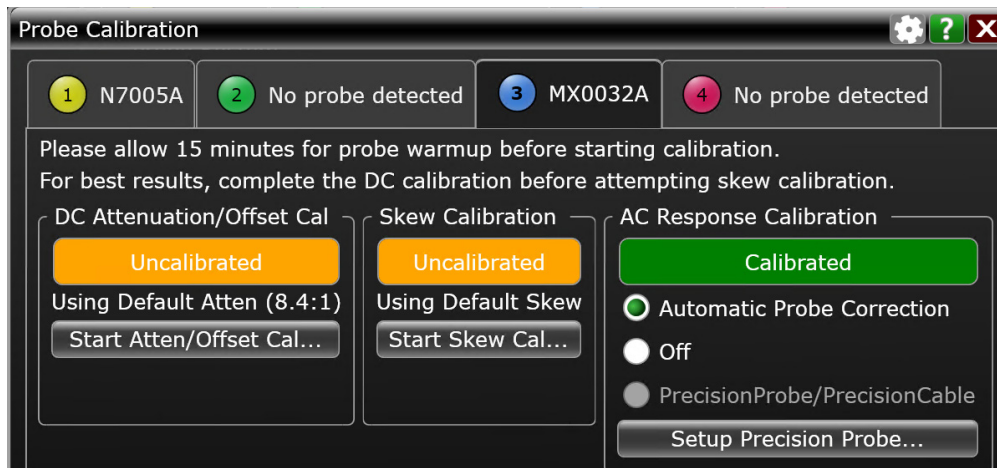 Probe Calibration
?
X
1 N7005A
2 No probe detected
3 MX0032A
4 No probe detected
Please allow 15 minutes for probe warmup before starting calibration.
For best results, complete the DC calibration before attempting skew calibration.
DC Attenuation/Offset Cal
Uncalibrated
Using Default Atten (8.4:1)
Start Atten/Offset Cal...
Skew Calibration
Uncalibrated
Using Default Skew
Start Skew Cal...
AC Response Calibration
Calibrated
Automatic Probe Correction
Off
PrecisionProbe/PrecisionCable
Setup Precision Probe...